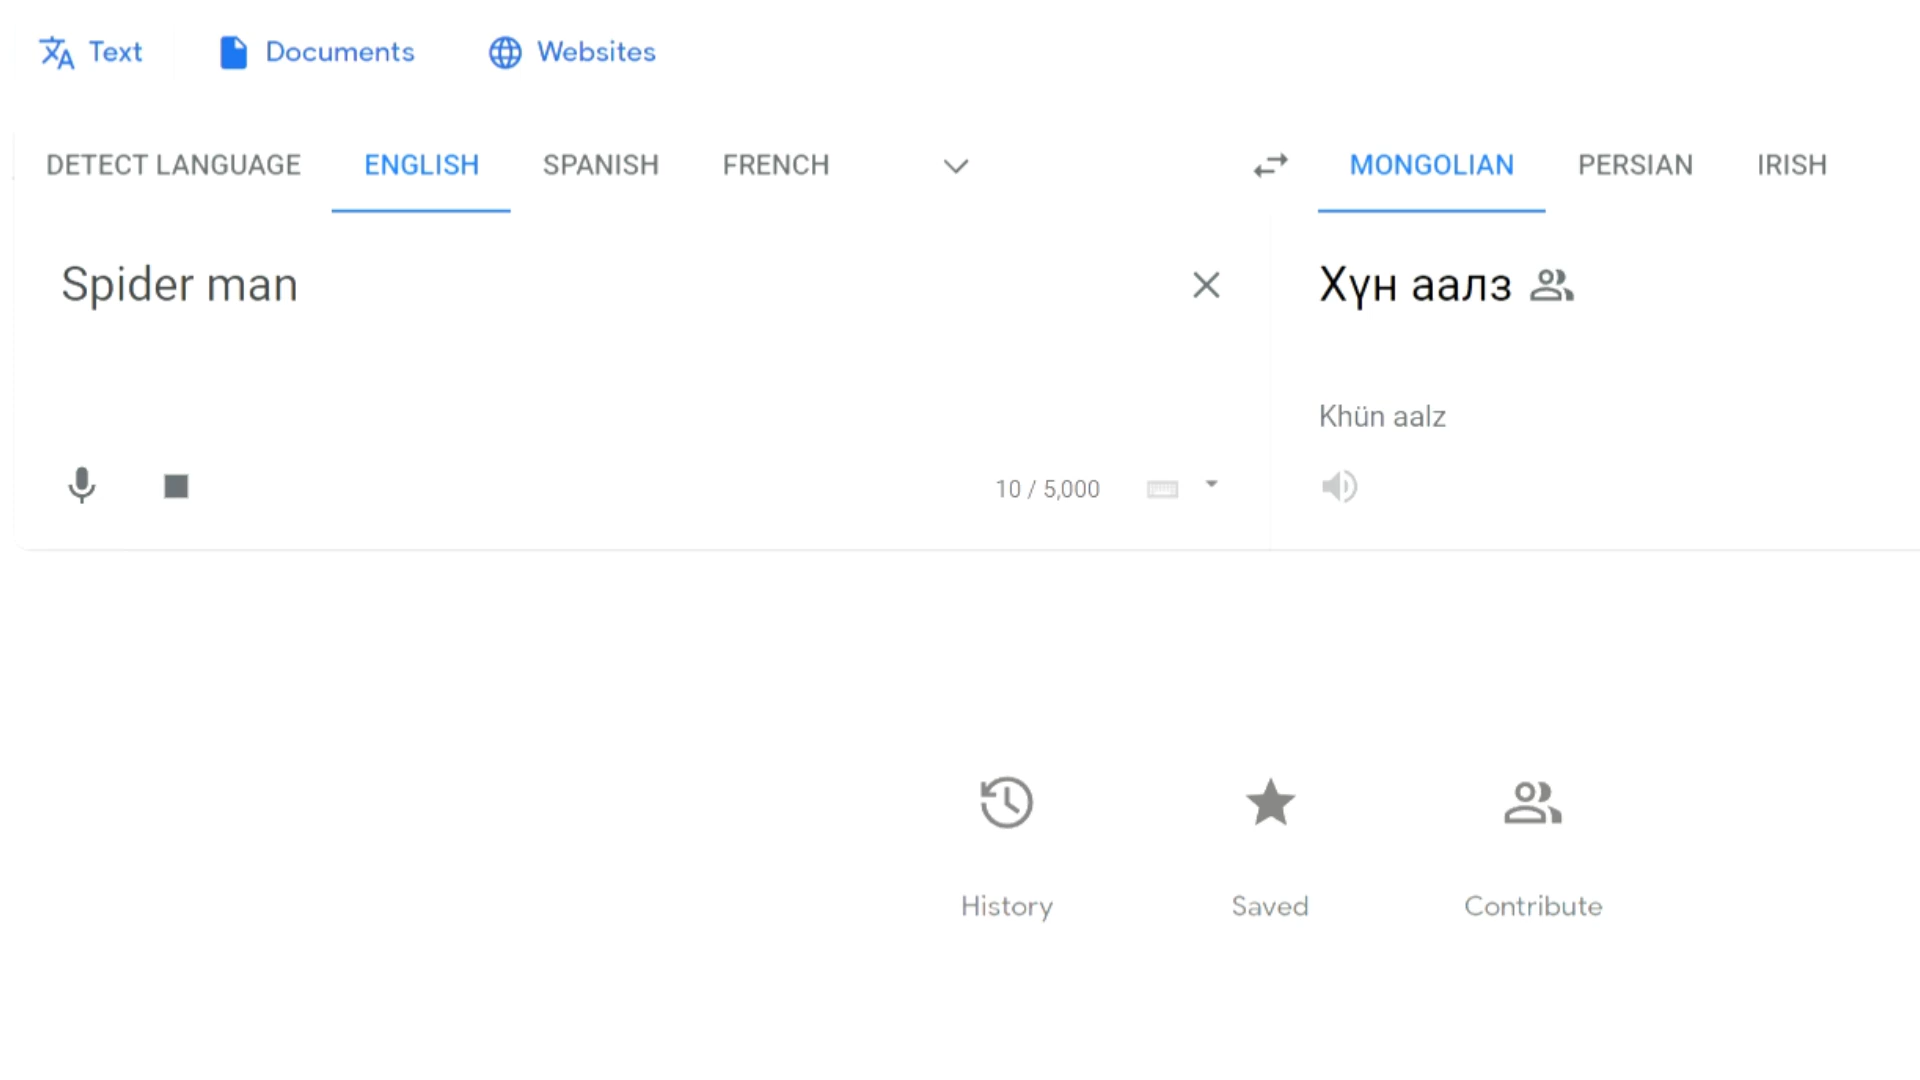 Text Documents Websites
DETECT LANGUAGE ENGLISH SPANISH FRENCH MONGOLIAN PERSIAN IRISH
Spider man
Хүн аалз
Khün aalz
10 / 5,000
History Saved Contribute